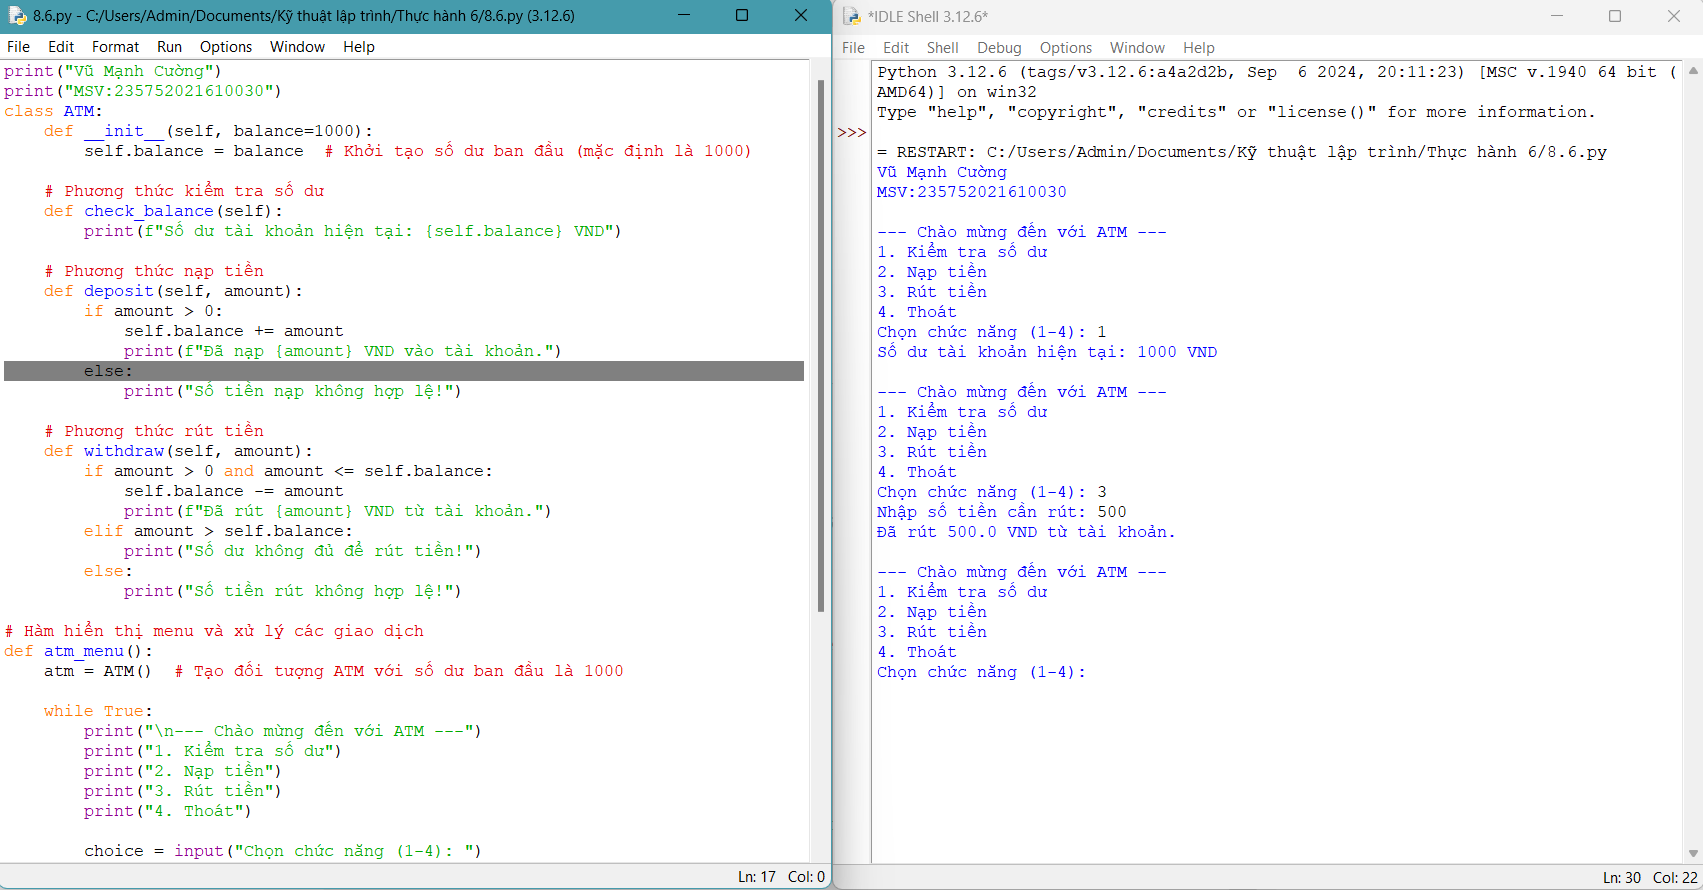 8.6.py - C:/Users/Admin/Documents/Kỹ thuật lập trình/Thực hành 6/8.6.py (3.12.6)
File Edit Format Run Options Window Help
print("Vũ Mạnh Cường")
print("MSV:235752021610030")
class ATM:
    def __init__(self, balance=1000):
        self.balance = balance  # Khởi tạo số dư ban đầu (mặc định là 1000)

    # Phương thức kiểm tra số dư
    def check_balance(self):
        print(f"Số dư tài khoản hiện tại: {self.balance} VND")

    # Phương thức nạp tiền
    def deposit(self, amount):
        if amount > 0:
            self.balance += amount
            print(f"Đã nạp {amount} VND vào tài khoản.")
        else:
            print("Số tiền nạp không hợp lệ!")

    # Phương thức rút tiền
    def withdraw(self, amount):
        if amount > 0 and amount <= self.balance:
            self.balance -= amount
            print(f"Đã rút {amount} VND từ tài khoản.")
        elif amount > self.balance:
            print("Số dư không đủ để rút tiền!")
        else:
            print("Số tiền rút không hợp lệ!")

# Hàm hiển thị menu và xử lý các giao dịch
def atm_menu():
    atm = ATM()  # Tạo đối tượng ATM với số dư ban đầu là 1000

    while True:
        print("\n--- Chào mừng đến với ATM ---")
        print("1. Kiểm tra số dư")
        print("2. Nạp tiền")
        print("3. Rút tiền")
        print("4. Thoát")

        choice = input("Chọn chức năng (1-4): ")
Ln: 17 Col: 0
*IDLE Shell 3.12.6*
File Edit Shell Debug Options Window Help
Python 3.12.6 (tags/v3.12.6:a4a2d2b, Sep  6 2024, 20:11:23) [MSC v.1940 64 bit (
AMD64)] on win32
Type "help", "copyright", "credits" or "license()" for more information.
>>>
= RESTART: C:/Users/Admin/Documents/Kỹ thuật lập trình/Thực hành 6/8.6.py
Vũ Mạnh Cường
MSV:235752021610030

--- Chào mừng đến với ATM ---
1. Kiểm tra số dư
2. Nạp tiền
3. Rút tiền
4. Thoát
Chọn chức năng (1-4): 1
Số dư tài khoản hiện tại: 1000 VND

--- Chào mừng đến với ATM ---
1. Kiểm tra số dư
2. Nạp tiền
3. Rút tiền
4. Thoát
Chọn chức năng (1-4): 3
Nhập số tiền cần rút: 500
Đã rút 500.0 VND từ tài khoản.

--- Chào mừng đến với ATM ---
1. Kiểm tra số dư
2. Nạp tiền
3. Rút tiền
4. Thoát
Chọn chức năng (1-4):
Ln: 30 Col: 22